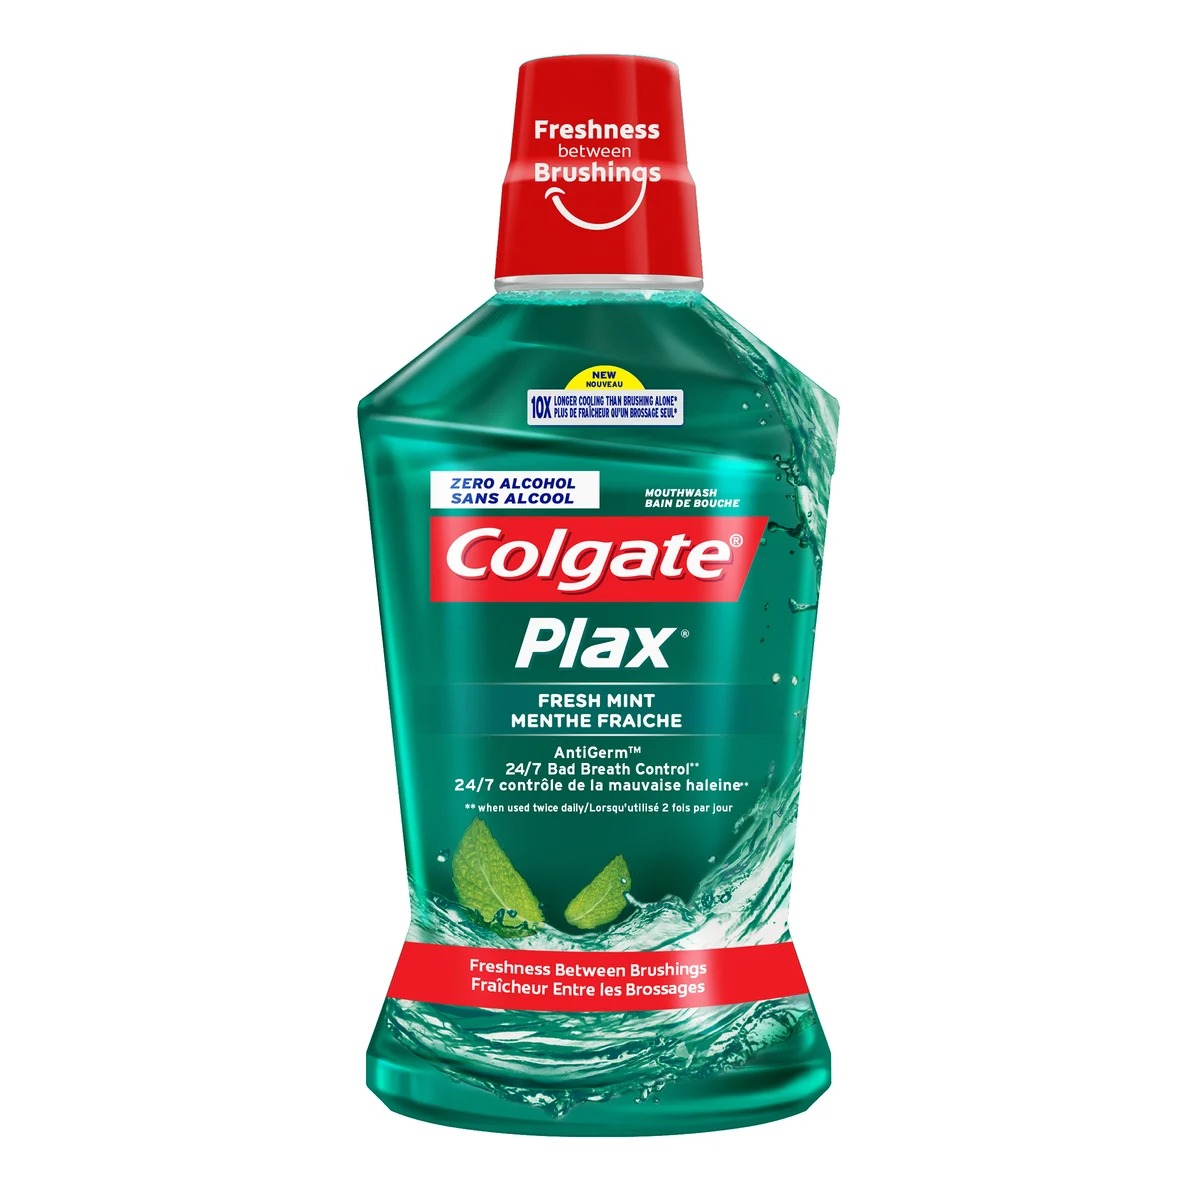 Freshness
between
Brushings
NEW
NOUVEAU
10X LONGER COOLING THAN BRUSHING ALONE*
PLUS DE FRAÎCHEUR QU'UN BROSSAGE SEUL*
ZERO ALCOHOL
SANS ALCOOL
MOUTHWASH
BAIN DE BOUCHE
Colgate®
Plax®
FRESH MINT
MENTHE FRAICHE
AntiGerm™
24/7 Bad Breath Control**
24/7 contrôle de la mauvaise haleine**
** when used twice daily/Lorsqu'utilisé 2 fois par jour
Freshness Between Brushings
Fraîcheur Entre les Brossages